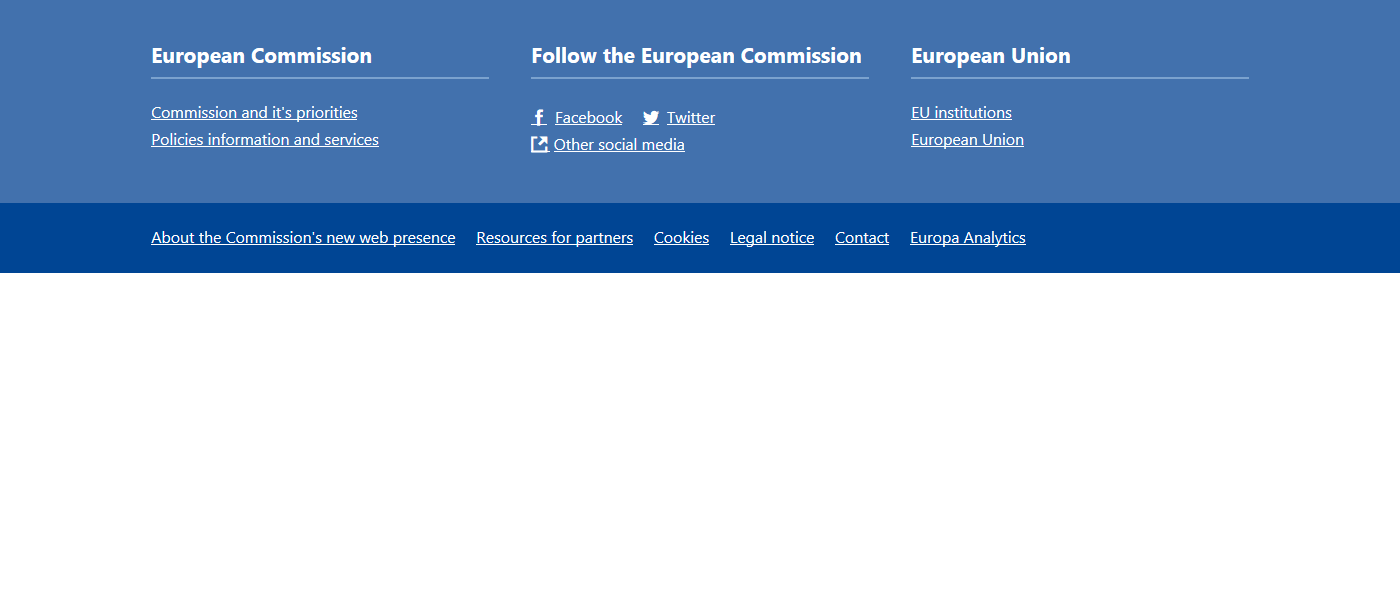 European Commission
Commission and it's priorities
Policies information and services
Follow the European Commission
Facebook Twitter
Other social media
European Union
EU institutions
European Union
About the Commission's new web presence Resources for partners Cookies Legal notice Contact Europa Analytics